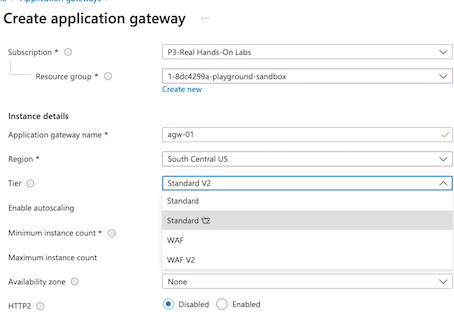 Create application gateway ...
Subscription * P3-Real Hands-On Labs
Resource group * 1-8dc4299a-playground-sandbox
Create new
Instance details
Application gateway name * agw-01
Region * South Central US
Tier Standard V2
Standard
Enable autoscaling
Standard
Minimum instance count *
WAF
Maximum instance count
WAF V2
Availability zone None
HTTP2 Disabled Enabled